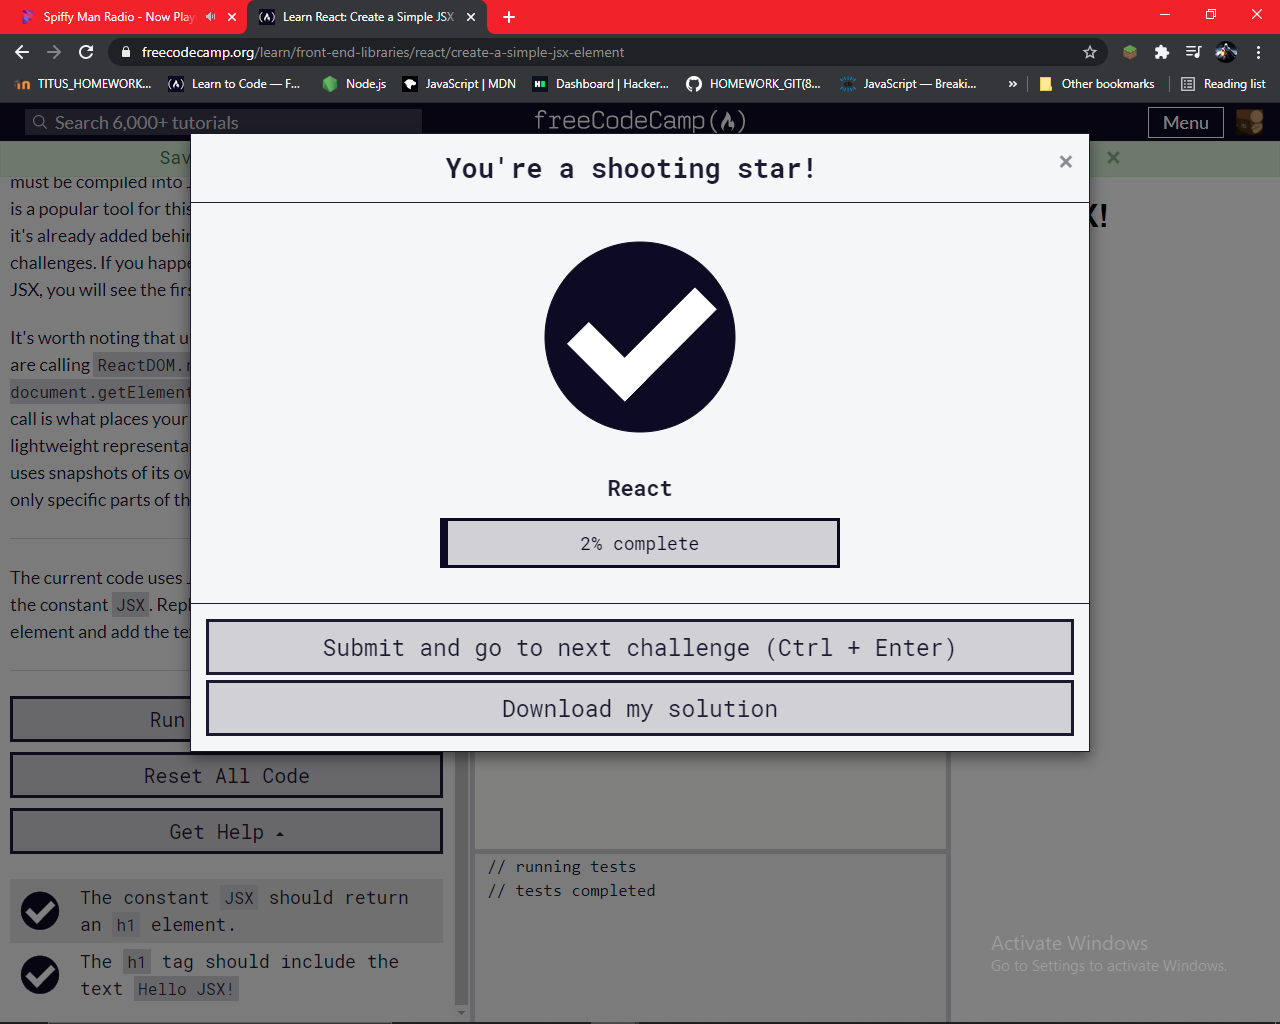 Spiffy Man Radio - Now Play
Learn React: Create a Simple JSX
freecodecamp.org/learn/front-end-libraries/react/create-a-simple-jsx-element
TITUS_HOMEWORK... Learn to Code — F... Node.js JavaScript | MDN Dashboard | Hacker... HOMEWORK_GIT(8... JavaScript — Breaki... » Other bookmarks Reading list
Search 6,000+ tutorials
freeCodeCamp
Menu
Sav
You're a shooting star!
×
must be compiled into
is a popular tool for this
it's already added behin
challenges. If you happe
JSX, you will see the firs
X!
It's worth noting that u
are calling ReactDOM.r
document.getElement
call is what places your
lightweight representa
uses snapshots of its ow
only specific parts of th
React
2% complete
The current code uses J
the constant JSX. Repl
element and add the te
Submit and go to next challenge (Ctrl + Enter)
Download my solution
Run
Reset All Code
Get Help
The constant JSX should return
an h1 element.
The h1 tag should include the
text Hello JSX!
// running tests
// tests completed
Activate Windows
Go to Settings to activate Windows.